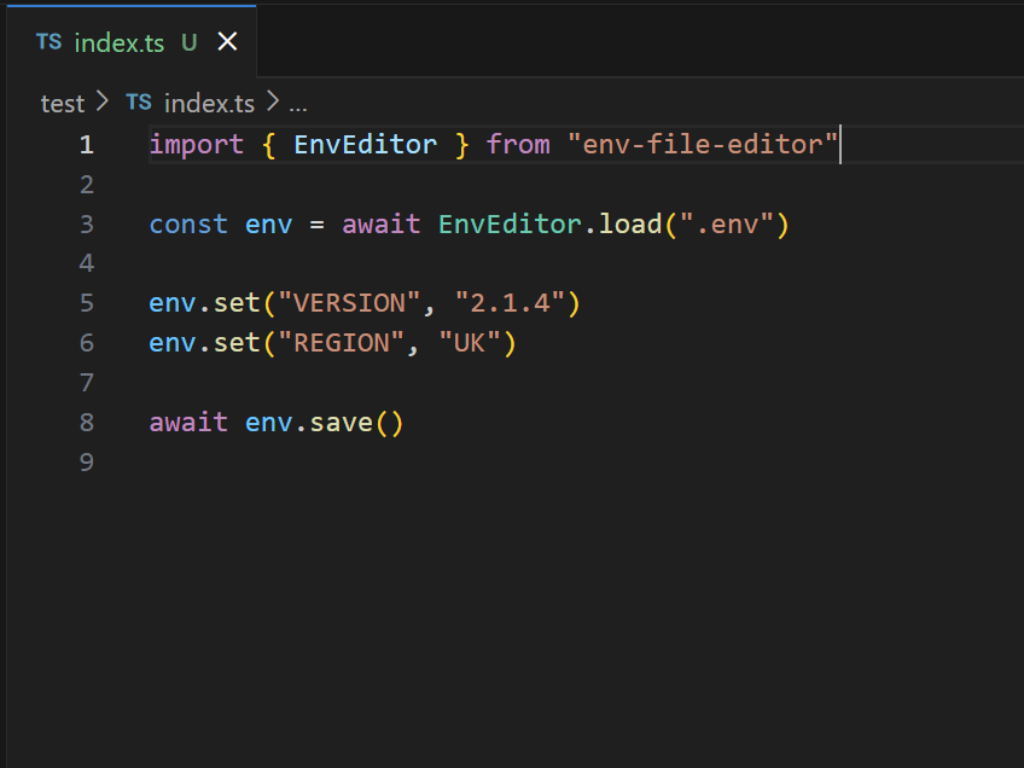 TS index.ts U ×
test > TS index.ts > ...
1 import { EnvEditor } from "env-file-editor"
2
3 const env = await EnvEditor.load(".env")
4
5 env.set("VERSION", "2.1.4")
6 env.set("REGION", "UK")
7
8 await env.save()
9